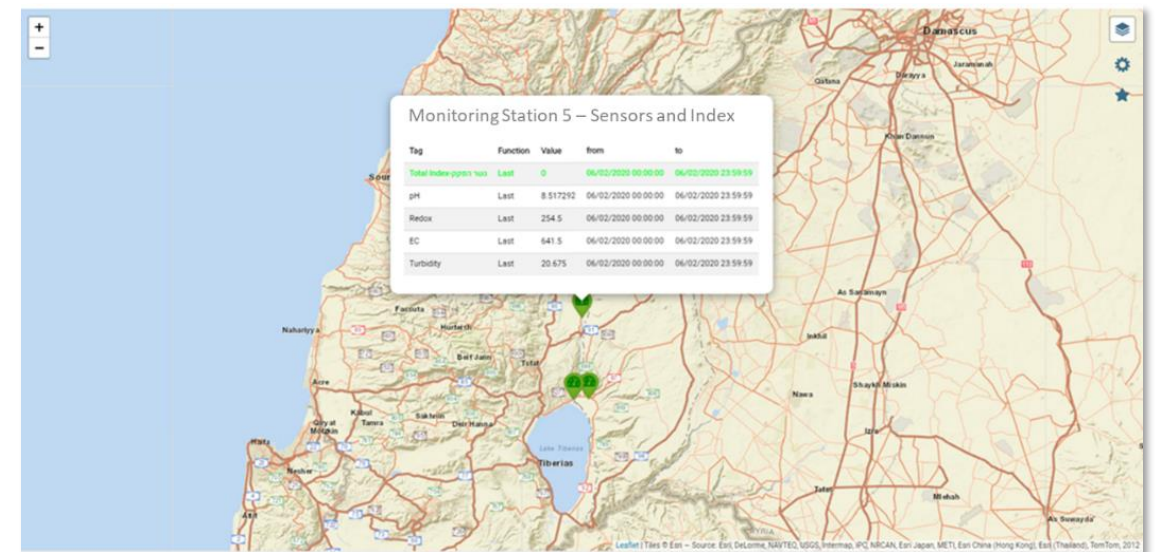 +
−
Damascus
Jaramanah
Qatana
Darayya
Monitoring Station 5 – Sensors and Index
Khan Dannun
Tag Function Value from to
Total Index נטר הספק Last 0 06/02/2020 00:00:00 06/02/2020 23:59:59
Sour
pH Last 8.517292 06/02/2020 00:00:00 06/02/2020 23:59:59
Redox Last 254.5 06/02/2020 00:00:00 06/02/2020 23:59:59
EC Last 641.5 06/02/2020 00:00:00 06/02/2020 23:59:59
Turbidity Last 20.675 06/02/2020 00:00:00 06/02/2020 23:59:59
As Sanamayn
Fassuta
Nahariyya
Hurfeish
Inkhil
Beit Jann
Acre
Shaykh Miskin
Nawa
Kabul
Sakhnin
Qiryat Motzkin
Tamra
Deir Hanna
Izra
Haifa
Lake Tiberias
Tiberias
Nesher
Tafas
Mlehah
Atlit
As Suwayda'
SYRIA
Leaflet | Tiles © Esri — Source: Esri, DeLorme, NAVTEQ, USGS, Intermap, iPC, NRCAN, Esri Japan, METI, Esri China (Hong Kong), Esri (Thailand), TomTom, 2012